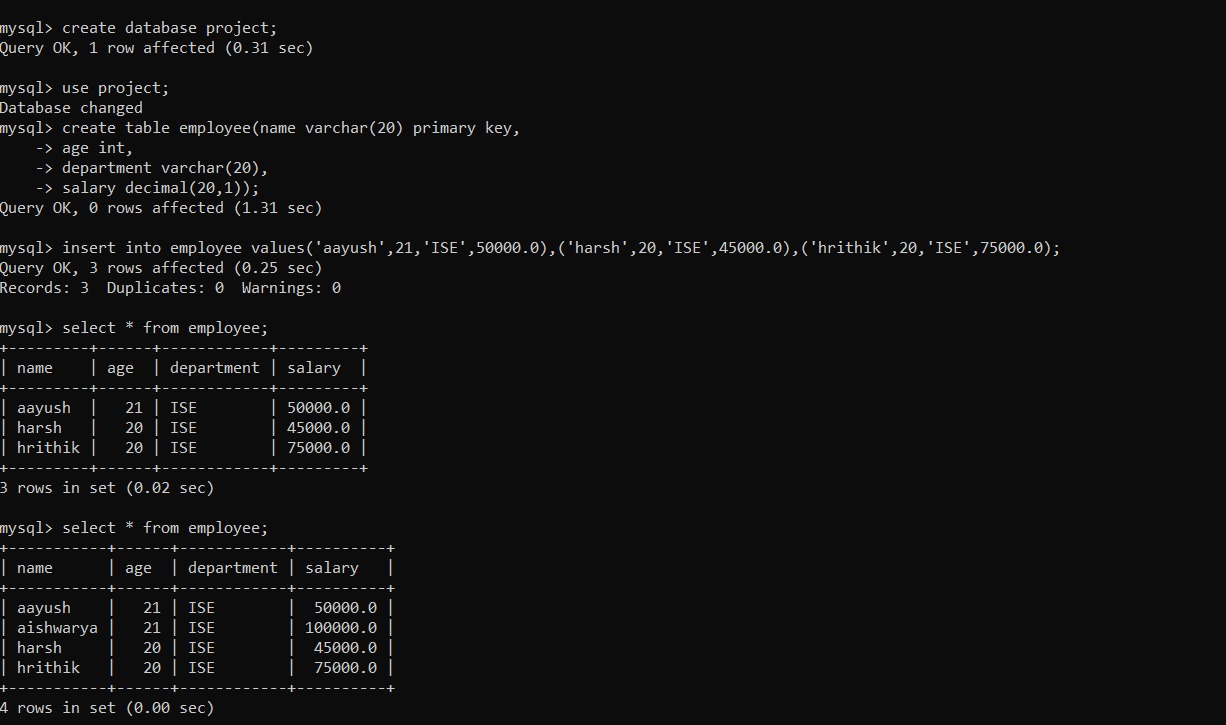 mysql> create database project;
Query OK, 1 row affected (0.31 sec)

mysql> use project;
Database changed
mysql> create table employee(name varchar(20) primary key,
    -> age int,
    -> department varchar(20),
    -> salary decimal(20,1));
Query OK, 0 rows affected (1.31 sec)

mysql> insert into employee values('aayush',21,'ISE',50000.0),('harsh',20,'ISE',45000.0),('hrithik',20,'ISE',75000.0);
Query OK, 3 rows affected (0.25 sec)
Records: 3  Duplicates: 0  Warnings: 0

mysql> select * from employee;
+---------+------+------------+---------+
| name    | age  | department | salary  |
+---------+------+------------+---------+
| aayush  |   21 | ISE        | 50000.0 |
| harsh   |   20 | ISE        | 45000.0 |
| hrithik |   20 | ISE        | 75000.0 |
+---------+------+------------+---------+
3 rows in set (0.02 sec)

mysql> select * from employee;
+-----------+------+------------+----------+
| name      | age  | department | salary   |
+-----------+------+------------+----------+
| aayush    |   21 | ISE        |  50000.0 |
| aishwarya |   21 | ISE        | 100000.0 |
| harsh     |   20 | ISE        |  45000.0 |
| hrithik   |   20 | ISE        |  75000.0 |
+-----------+------+------------+----------+
4 rows in set (0.00 sec)